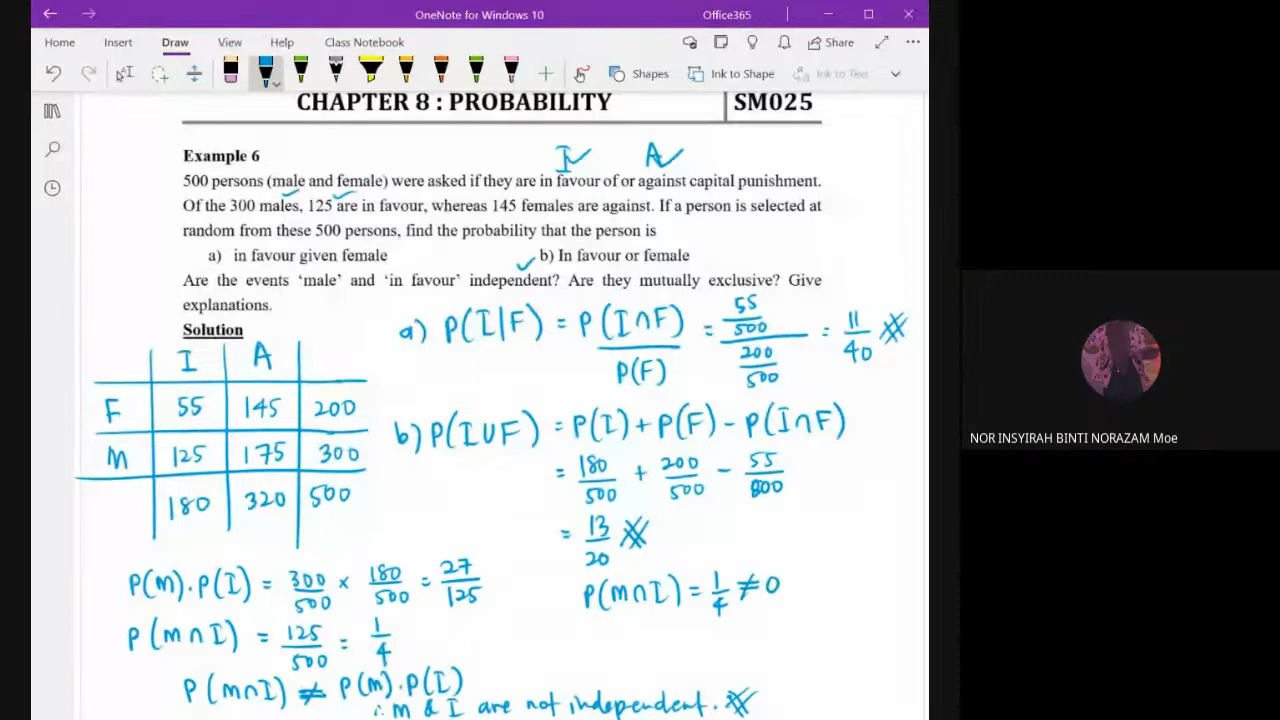 OneNote for Windows 10
Office365
Home Insert Draw View Help Class Notebook
Share
Shapes Ink to Shape Ink to Text
CHAPTER 8 : PROBABILITY SM025
Example 6
I A
500 persons (male and female) were asked if they are in favour of or against capital punishment.
Of the 300 males, 125 are in favour, whereas 145 females are against. If a person is selected at
random from these 500 persons, find the probability that the person is
a) in favour given female b) In favour or female
Are the events ‘male’ and ‘in favour’ independent? Are they mutually exclusive? Give
explanations.
Solution
a) P(I|F) = P(I∩F)/P(F) = (55/500)/(200/500) = 11/40
I A
F 55 145 200
M 125 175 300
180 320 500
b) P(I∪F) = P(I) + P(F) - P(I∩F)
= 180/500 + 200/500 - 55/500
= 13/20
P(m).P(I) = 300/500 × 180/500 = 27/125
P(m∩I) = 125/500 = 1/4
P(m∩I) ≠ P(m).P(I)
∴ m & I are not independent.
P(m∩I) = 1/4 ≠ 0
NOR INSYIRAH BINTI NORAZAM Moe